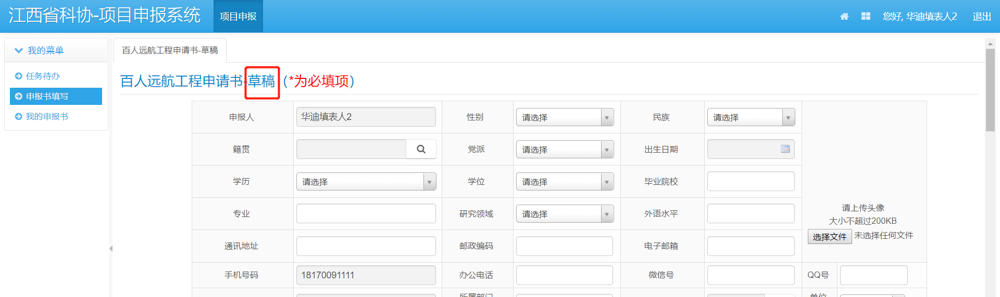 江西省科协-项目申报系统 项目申报 您好, 华迪填表人2 退出
我的菜单
任务待办
申报书填写
我的申报书
百人远航工程申请书-草稿
百人远航工程申请书-草稿（*为必填项）
申报人 华迪填表人2 性别 请选择 民族 请选择
籍贯 党派 请选择 出生日期
学历 请选择 学位 请选择 毕业院校
专业 研究领域 请选择 外语水平
请上传头像
大小不超过200KB
选择文件 未选择任何文件
通讯地址 邮政编码 电子邮箱
手机号码 18170091111 办公电话 微信号 QQ号
所属部门 单位